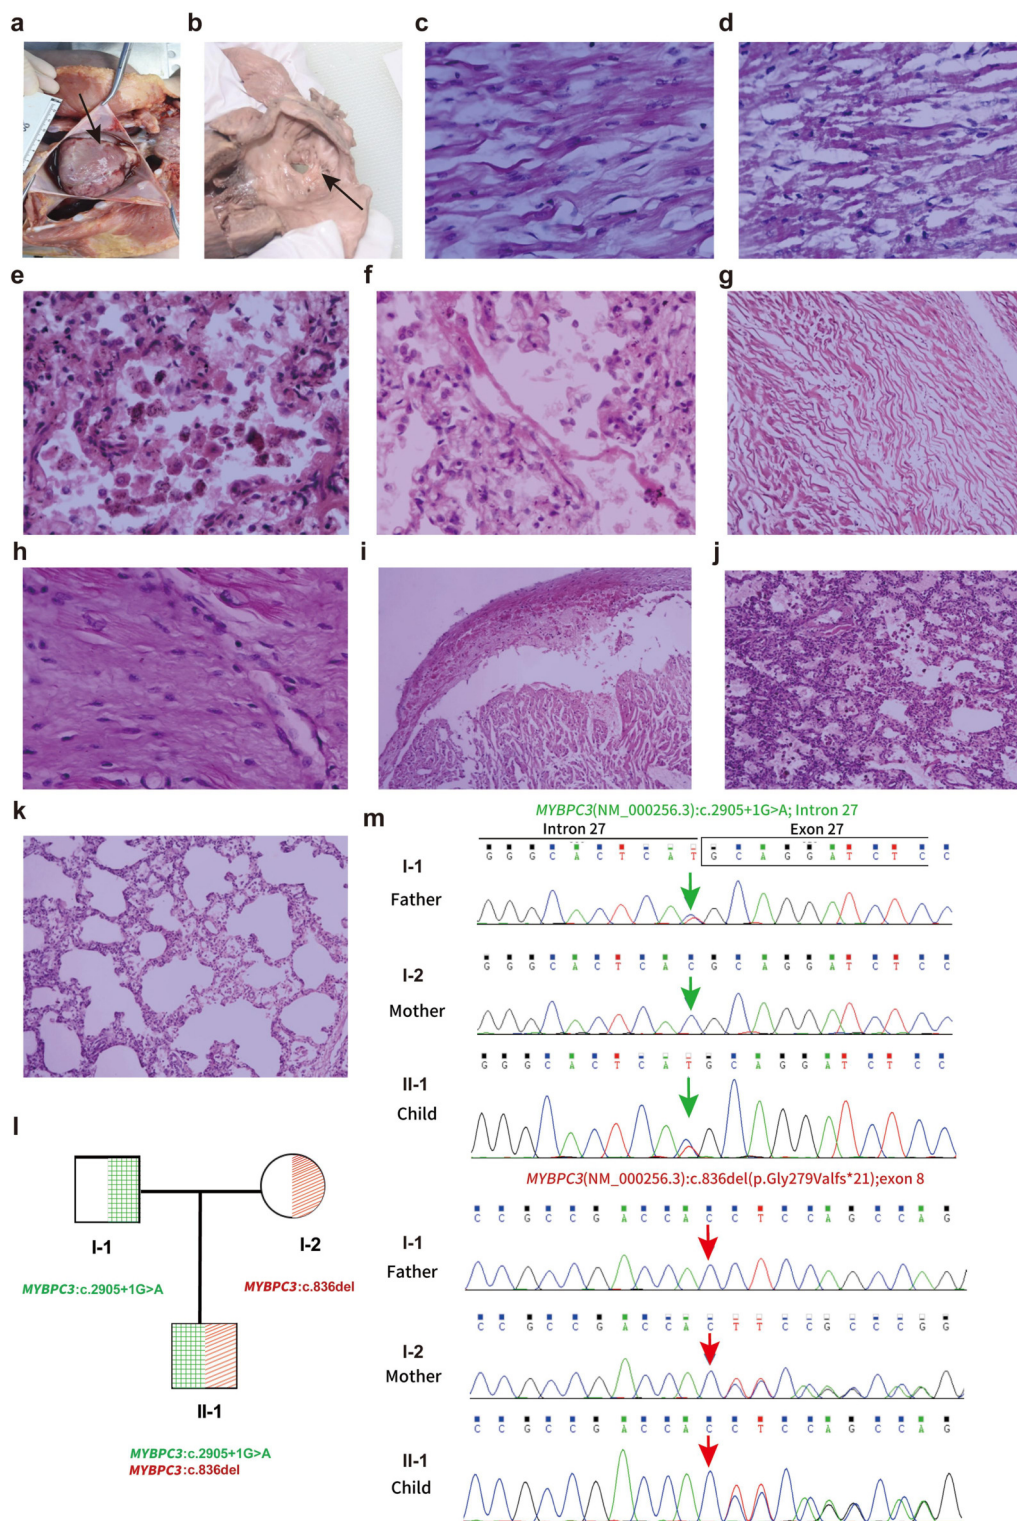 a
b
c
d
e
f
g
h
i
j
k
m
MYBPC3(NM_000256.3):c.2905+1G>A; Intron 27
Intron 27 Exon 27
G G G C A C T C A T G C A G G A T C T C C
I-1
Father
G G G C A C T C A C G C A G G A T C T C C
I-2
Mother
G G G C A C T C A T G C A G G A T C T C C
II-1
Child
l
I-1
I-2
MYBPC3:c.2905+1G>A
MYBPC3:c.836del
II-1
MYBPC3:c.2905+1G>A
MYBPC3:c.836del
MYBPC3(NM_000256.3):c.836del(p.Gly279Valfs*21);exon 8
C C G C C G A C C A C C T C C A G C C A G
I-1
Father
C C G C C G A C C A C T T C C G C C C G G
I-2
Mother
C C G C C G A C C A C C T C C A G C C A G
II-1
Child